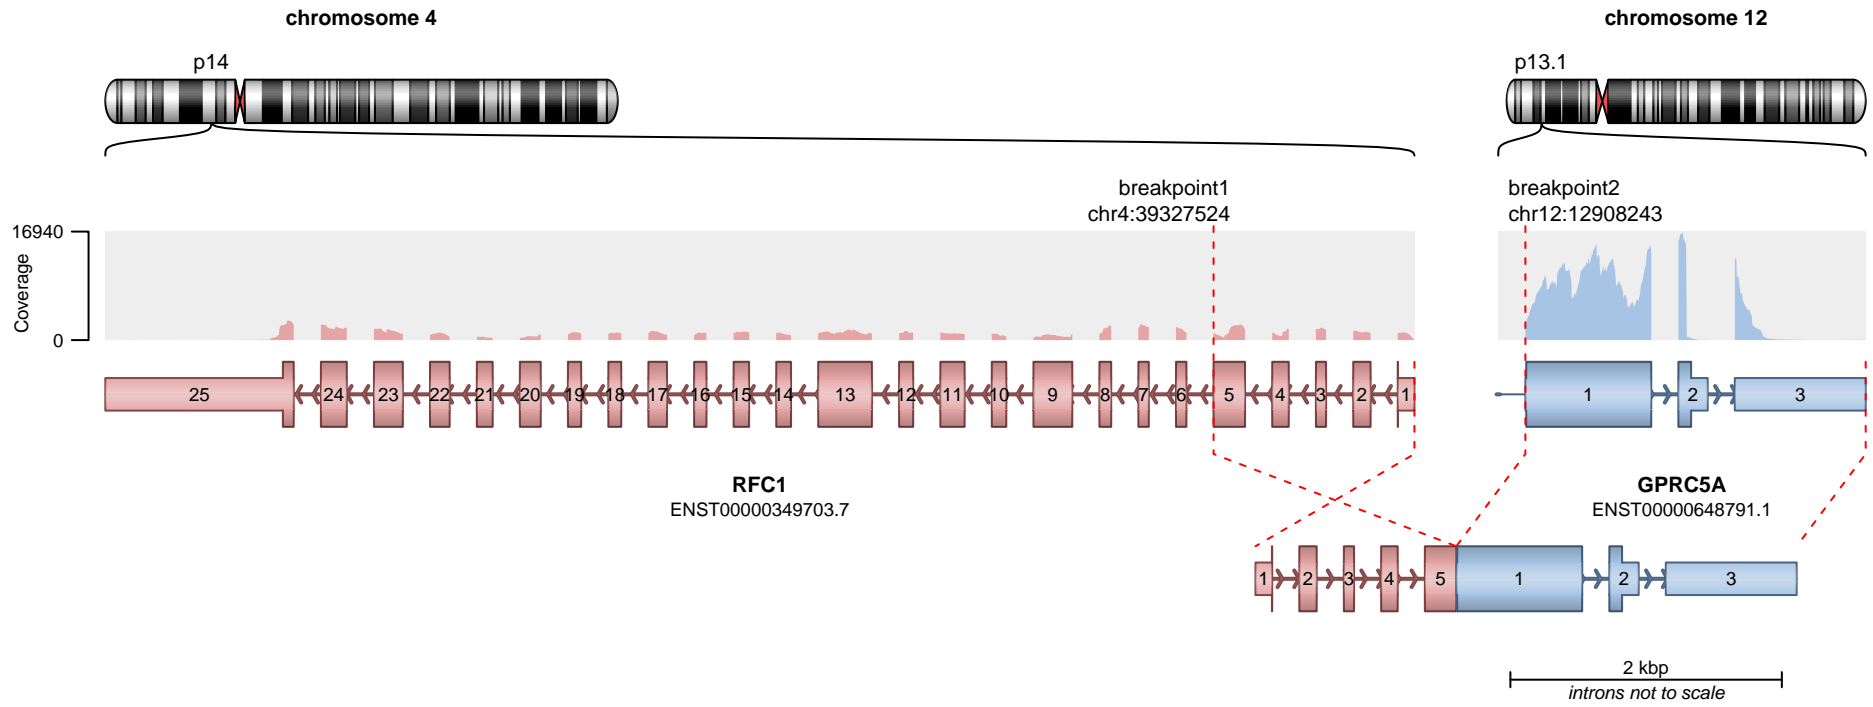 chromosome 4
chromosome 12
p14
p13.1
breakpoint1
chr4:39327524
breakpoint2
chr12:12908243
16940
Coverage
0
25 24 23 22 21 20 19 18 17 16 15 14 13 12 11 10 9 8 7 6 5 4 3 2 1
1 2 3
RFC1
ENST00000349703.7
GPRC5A
ENST00000648791.1
1 2 3 4 5 1 2 3
2 kbp
introns not to scale